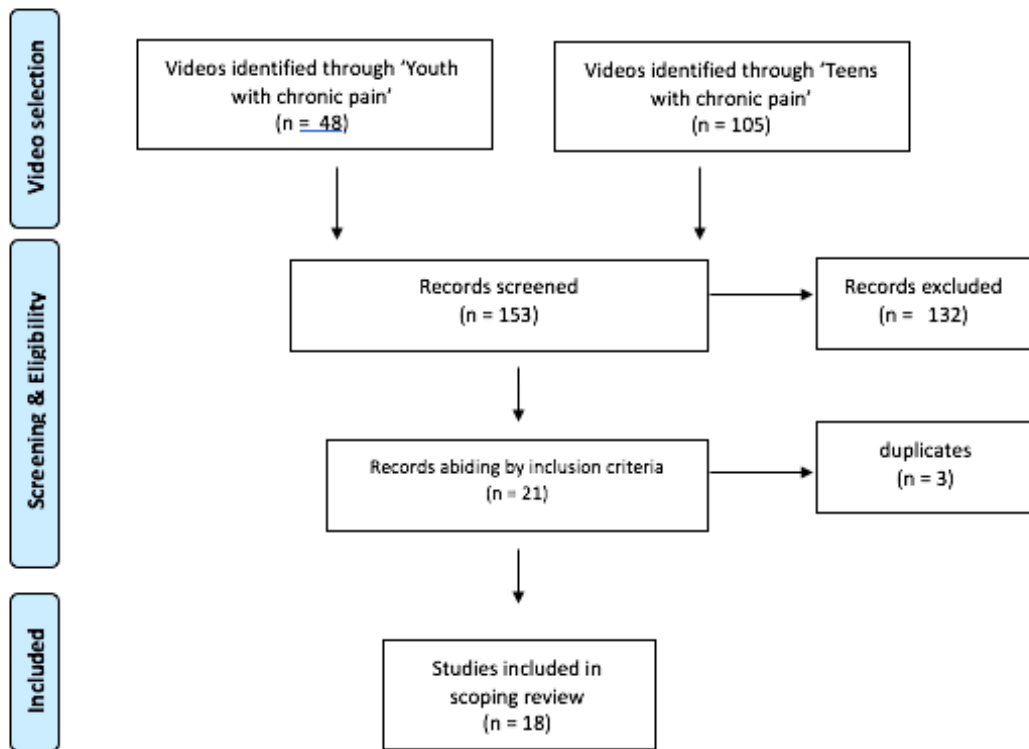 Video selection
Videos identified through ‘Youth
with chronic pain’
(n = 48)
Videos identified through ‘Teens
with chronic pain’
(n = 105)
Screening & Eligibility
Records screened
(n = 153)
Records excluded
(n = 132)
Records abiding by inclusion criteria
(n = 21)
duplicates
(n = 3)
Included
Studies included in
scoping review
(n = 18)